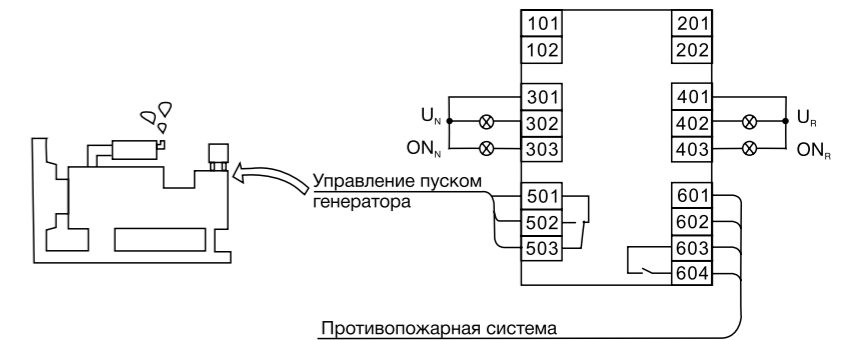 101 201
102 202
301 401
U_N 302 402 U_R
ON_N 303 403 ON_R
Управление пуском
генератора
501 601
502 602
503 603
604
Противопожарная система